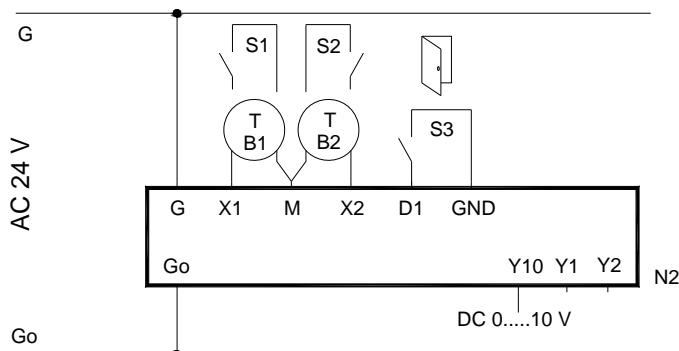 G
S1 S2
T T
B1 B2
S3
AC 24 V
G X1 M X2 D1 GND
Go Y10 Y1 Y2
N2
DC 0.....10 V
Go